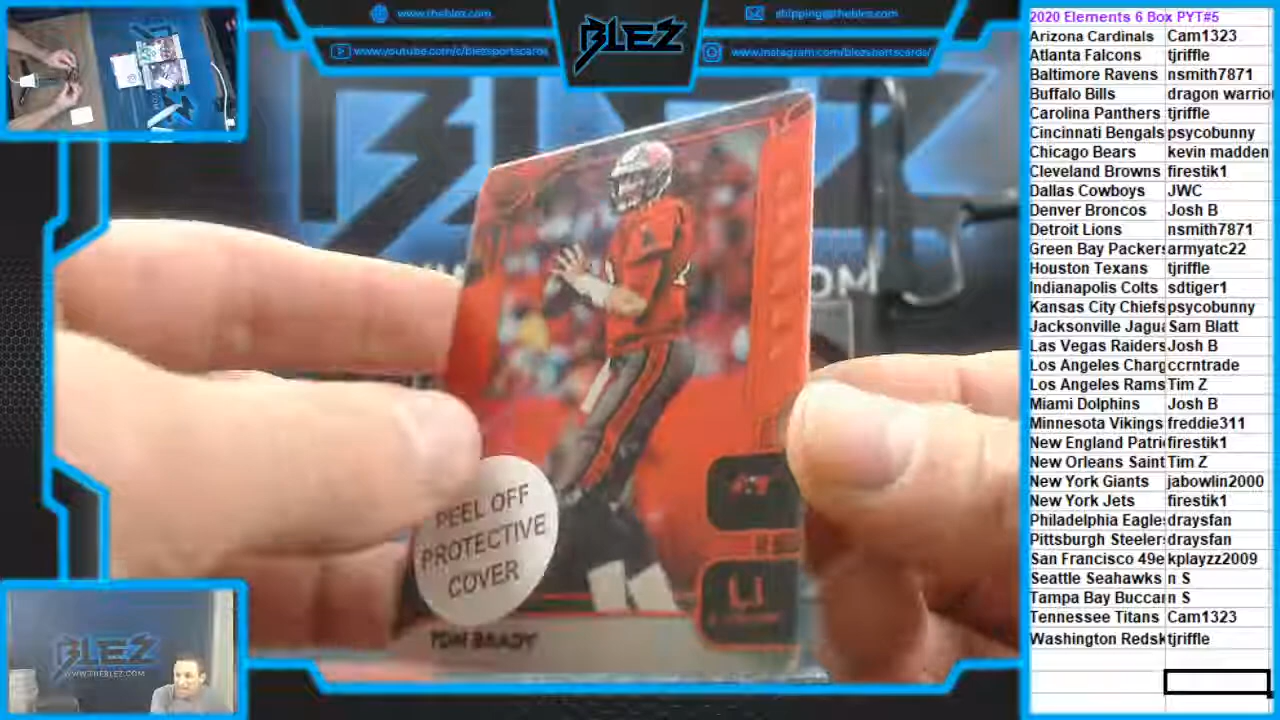 www.theblez.com
shipping@theblez.com
BLEZ
www.youtube.com/c/blezsportscards
www.instagram.com/blezsportscards/
PEEL OFF
PROTECTIVE
COVER
TOM BRADY
Li
BLEZ
WWW.THEBLEZ.COM
2020 Elements 6 Box PYT#5
Arizona Cardinals Cam1323
Atlanta Falcons tjriffle
Baltimore Ravens nsmith7871
Buffalo Bills dragon warrio
Carolina Panthers tjriffle
Cincinnati Bengals psycobunny
Chicago Bears kevin madden
Cleveland Browns firestik1
Dallas Cowboys JWC
Denver Broncos Josh B
Detroit Lions nsmith7871
Green Bay Packers armyatc22
Houston Texans tjriffle
Indianapolis Colts sdtiger1
Kansas City Chiefs psycobunny
Jacksonville Jagua Sam Blatt
Las Vegas Raiders Josh B
Los Angeles Charg ccrntrade
Los Angeles Rams Tim Z
Miami Dolphins Josh B
Minnesota Vikings freddie311
New England Patri firestik1
New Orleans Saint Tim Z
New York Giants jabowlin2000
New York Jets firestik1
Philadelphia Eagle draysfan
Pittsburgh Steeler draysfan
San Francisco 49e kplayzz2009
Seattle Seahawks n S
Tampa Bay Buccan n S
Tennessee Titans Cam1323
Washington Redsk tjriffle